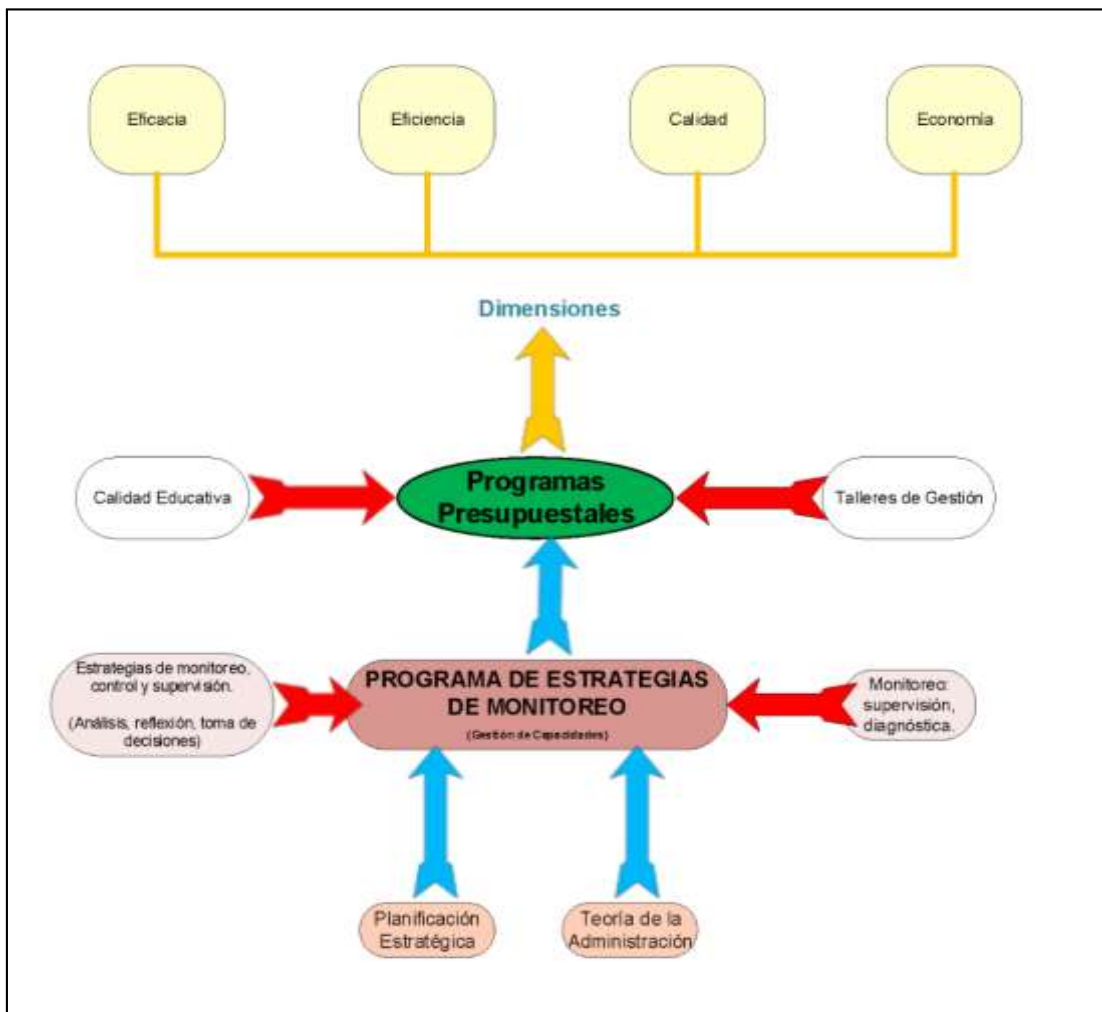 Eficacia
Eficiencia
Calidad
Economía
Dimensiones
Calidad Educativa
Programas
Presupuestales
Talleres de Gestión
Estrategias de monitoreo,
control y supervisión.
(Análisis, reflexión, toma de
decisiones)
PROGRAMA DE ESTRATEGIAS
DE MONITOREO
(Gestión de Capacidades)
Monitoreo:
supervisión,
diagnóstica.
Planificación
Estratégica
Teoría de la
Administración